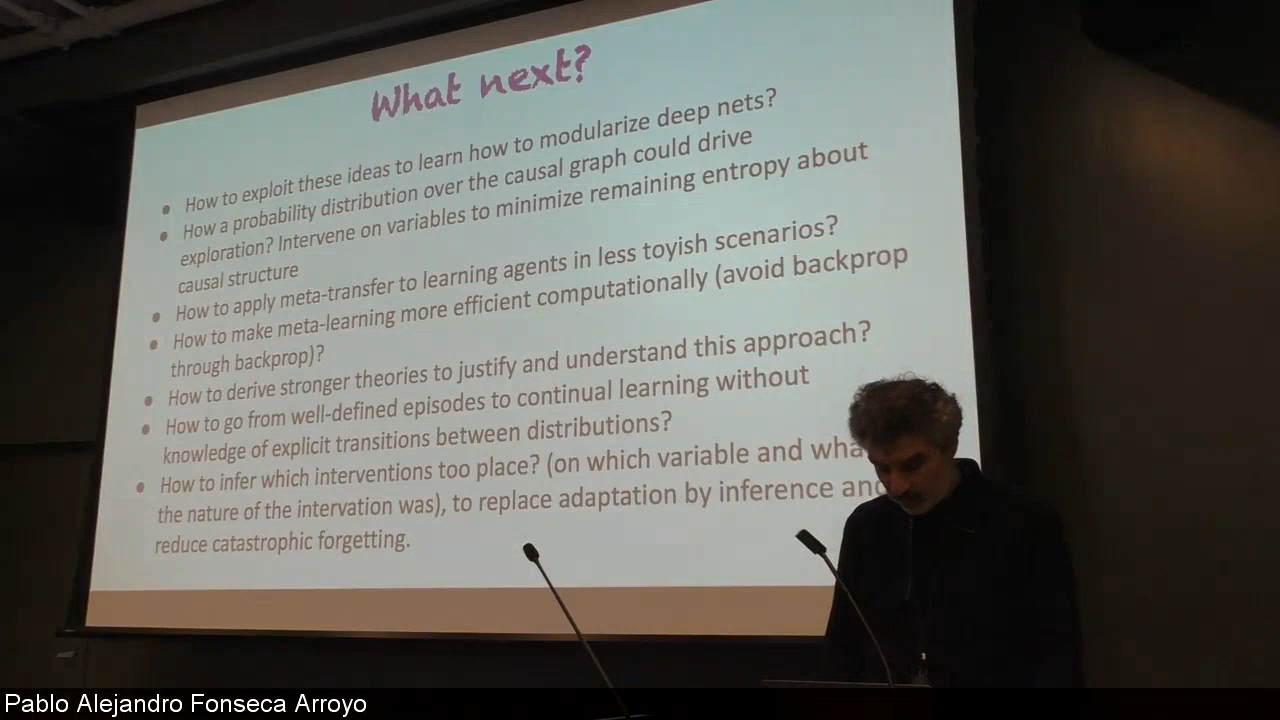 What next?
• How to exploit these ideas to learn how to modularize deep nets?
• How a probability distribution over the causal graph could drive
exploration? Intervene on variables to minimize remaining entropy about
causal structure
• How to apply meta-transfer to learning agents in less toyish scenarios?
• How to make meta-learning more efficient computationally (avoid backprop
through backprop)?
• How to derive stronger theories to justify and understand this approach?
• How to go from well-defined episodes to continual learning without
knowledge of explicit transitions between distributions?
• How to infer which interventions too place? (on which variable and wha
the nature of the intervation was), to replace adaptation by inference and
reduce catastrophic forgetting.
Pablo Alejandro Fonseca Arroyo